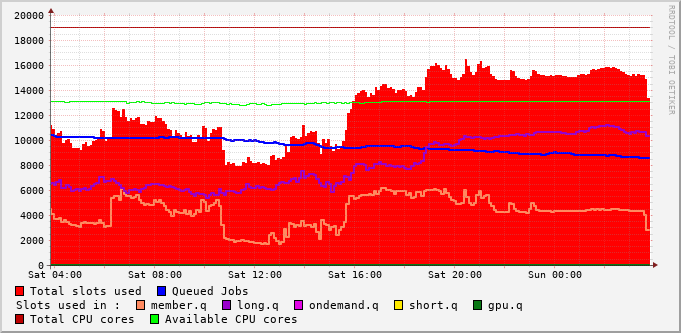 20000
18000
16000
14000
12000
10000
8000
6000
4000
2000
0
Sat 04:00 Sat 08:00 Sat 12:00 Sat 16:00 Sat 20:00 Sun 00:00
Total slots used Queued Jobs
Slots used in : member.q long.q ondemand.q short.q gpu.q
Total CPU cores Available CPU cores
RRDTOOL / TOBI OETIKER